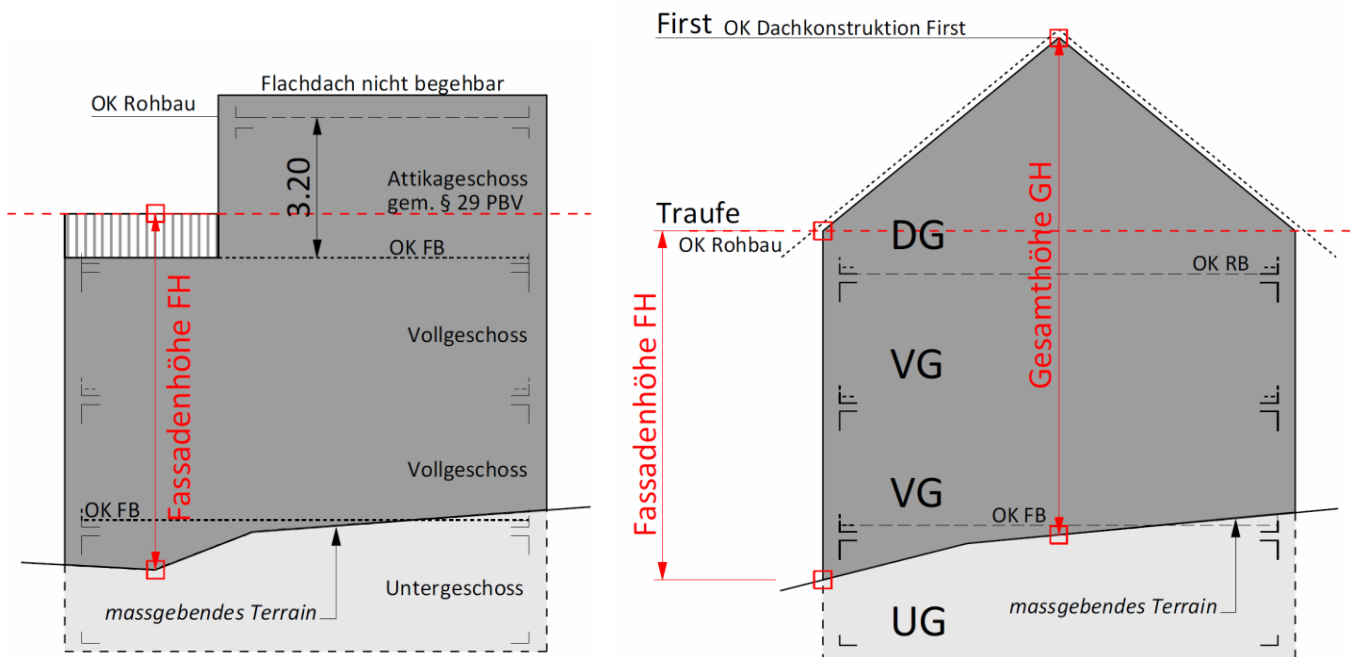 Flachdach nicht begehbar
OK Rohbau
3.20
Attikageschoss
gem. § 29 PBV
OK FB
Fassadenhöhe FH
Vollgeschoss
Vollgeschoss
OK FB
Untergeschoss
massgebendes Terrain
First OK Dachkonstruktion First
Traufe
OK Rohbau
DG
OK RB
Gesamthöhe GH
Fassadenhöhe FH
VG
VG
OK FB
massgebendes Terrain
UG